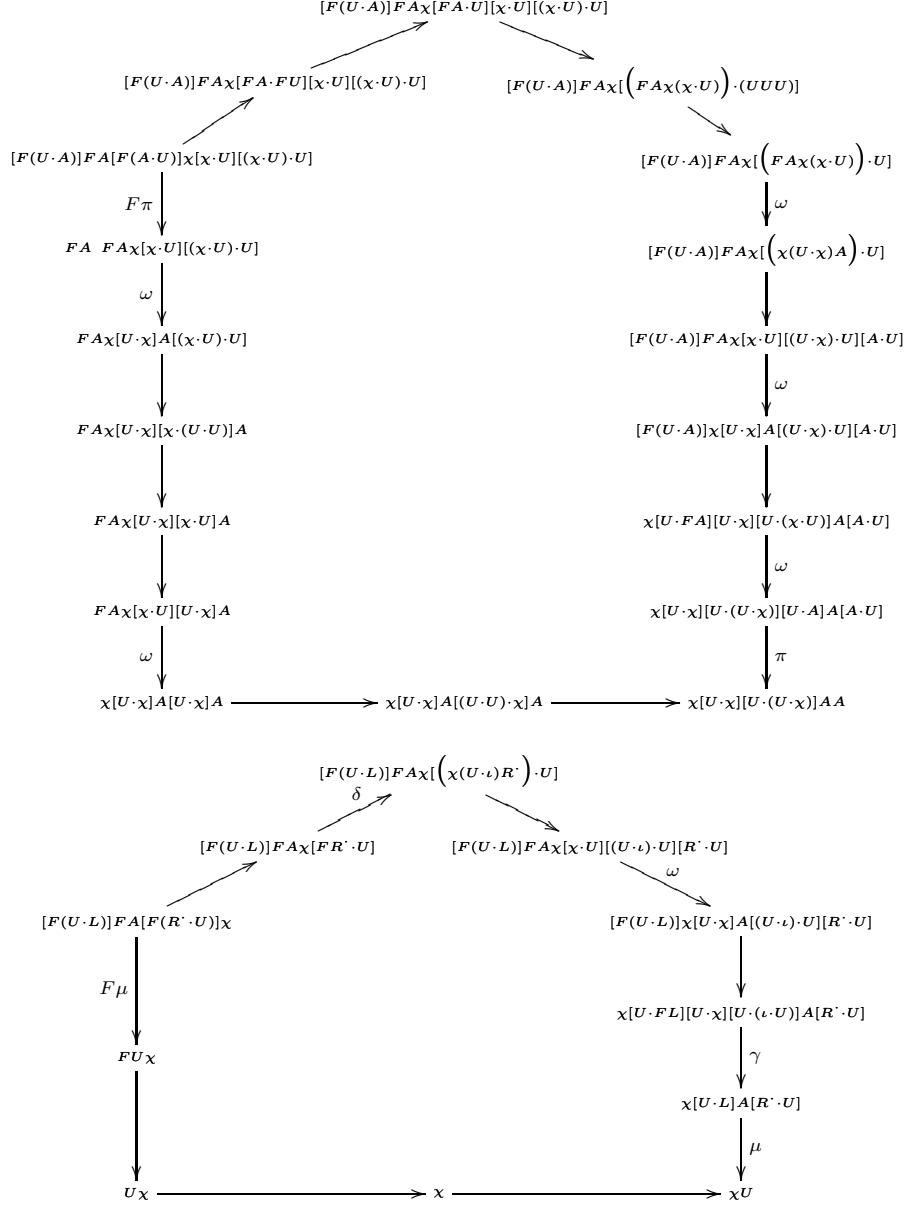 [F(U·A)]FAχ[FA·U][χ·U][(χ·U)·U]
[F(U·A)]FAχ[FA·FU][χ·U][(χ·U)·U]
[F(U·A)]FAχ[(FAχ(χ·U))·(UUU)]
[F(U·A)]FA[F(A·U)]χ[χ·U][(χ·U)·U]
[F(U·A)]FAχ[(FAχ(χ·U))·U]
Fπ
ω
FA FAχ[χ·U][(χ·U)·U]
[F(U·A)]FAχ[(χ(U·χ)A)·U]
ω
FAχ[U·χ]A[(χ·U)·U]
[F(U·A)]FAχ[χ·U][(U·χ)·U][A·U]
ω
FAχ[U·χ][χ·(U·U)]A
[F(U·A)]χ[U·χ]A[(U·χ)·U][A·U]
FAχ[U·χ][χ·U]A
χ[U·FA][U·χ][U·(χ·U)]A[A·U]
ω
FAχ[χ·U][U·χ]A
χ[U·χ][U·(U·χ)][U·A]A[A·U]
ω
π
χ[U·χ]A[U·χ]A
χ[U·χ]A[(U·U)·χ]A
χ[U·χ][U·(U·χ)]AA
[F(U·L)]FAχ[(χ(U·ι)R˙)·U]
δ
[F(U·L)]FAχ[FR˙·U]
[F(U·L)]FAχ[χ·U][(U·ι)·U][R˙·U]
ω
[F(U·L)]FA[F(R˙·U)]χ
[F(U·L)]χ[U·χ]A[(U·ι)·U][R˙·U]
Fμ
χ[U·FL][U·χ][U·(ι·U)]A[R˙·U]
FUχ
γ
χ[U·L]A[R˙·U]
μ
Uχ
χ
χU